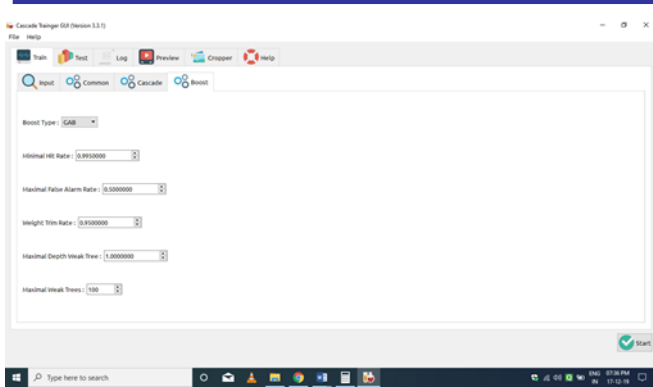 Cascade Trainger GUI (Version 3.3.1)
File Help
Train Test Log Preview Cropper Help
Input Common Cascade Boost
Boost Type : GAB
Minimal Hit Rate : 0.9950000
Maximal False Alarm Rate : 0.5000000
Weight Trim Rate : 0.9500000
Maximal Depth Weak Tree : 1.0000000
Maximal Weak Trees : 100
Start
Type here to search
ENG 07:36 PM
IN 17-12-19